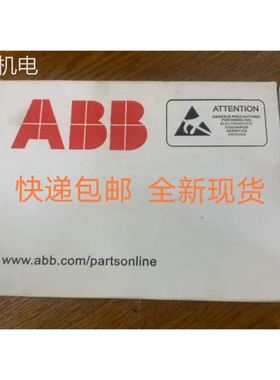 机电
ABB
ATTENTION
OBSERVE PRECAUTIONS
FOR HANDLING
ELECTROSTATIC
DISCHARGE
SENSITIVE
DEVICES
快递包邮 全新现货
www.abb.com/partsonline